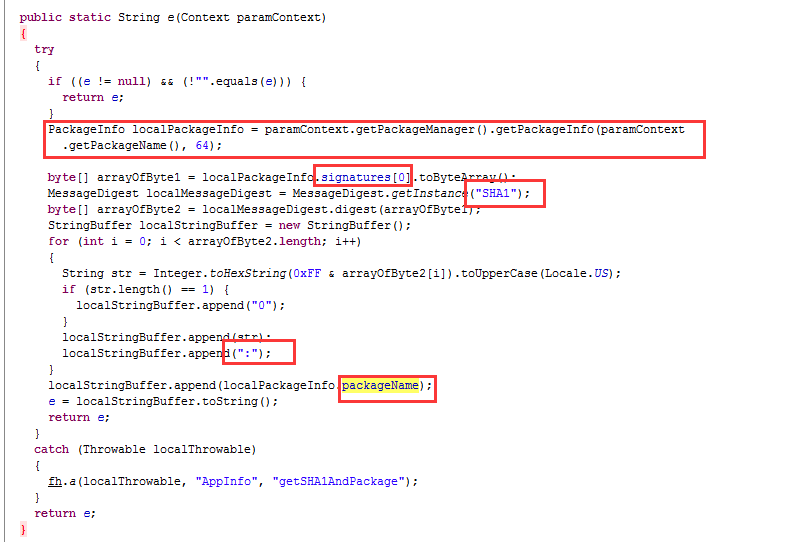 public static String e(Context paramContext)
{
try
{
if ((e != null) && (!"".equals(e))) {
return e;
}
PackageInfo localPackageInfo = paramContext.getPackageManager().getPackageInfo(paramContext
.getPackageName(), 64);
byte[] arrayOfByte1 = localPackageInfo.signatures[0].toByteArray();
MessageDigest localMessageDigest = MessageDigest.getInstance("SHA1");
byte[] arrayOfByte2 = localMessageDigest.digest(arrayOfByte1);
StringBuffer localStringBuffer = new StringBuffer();
for (int i = 0; i < arrayOfByte2.length; i++)
{
String str = Integer.toHexString(0xFF & arrayOfByte2[i]).toUpperCase(Locale.US);
if (str.length() == 1) {
localStringBuffer.append("0");
}
localStringBuffer.append(str);
localStringBuffer.append(":");
}
localStringBuffer.append(localPackageInfo.packageName);
e = localStringBuffer.toString();
return e;
}
catch (Throwable localThrowable)
{
fh.a(localThrowable, "AppInfo", "getSHA1AndPackage");
}
return e;
}